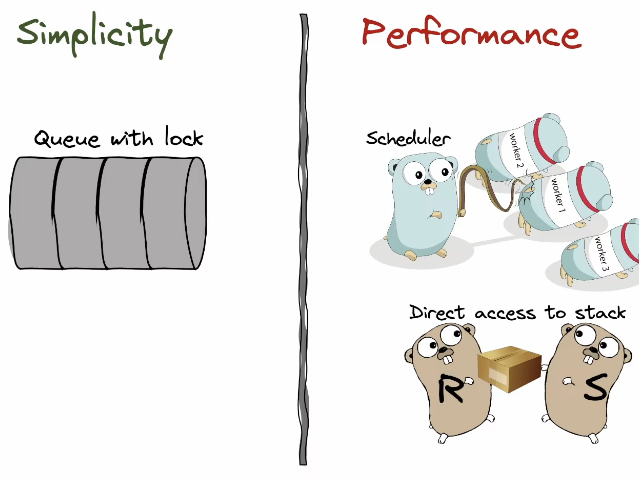 Simplicity
Queue with lock
Performance
Scheduler
worker 2
worker 1
worker 3
Direct access to stack
R
S